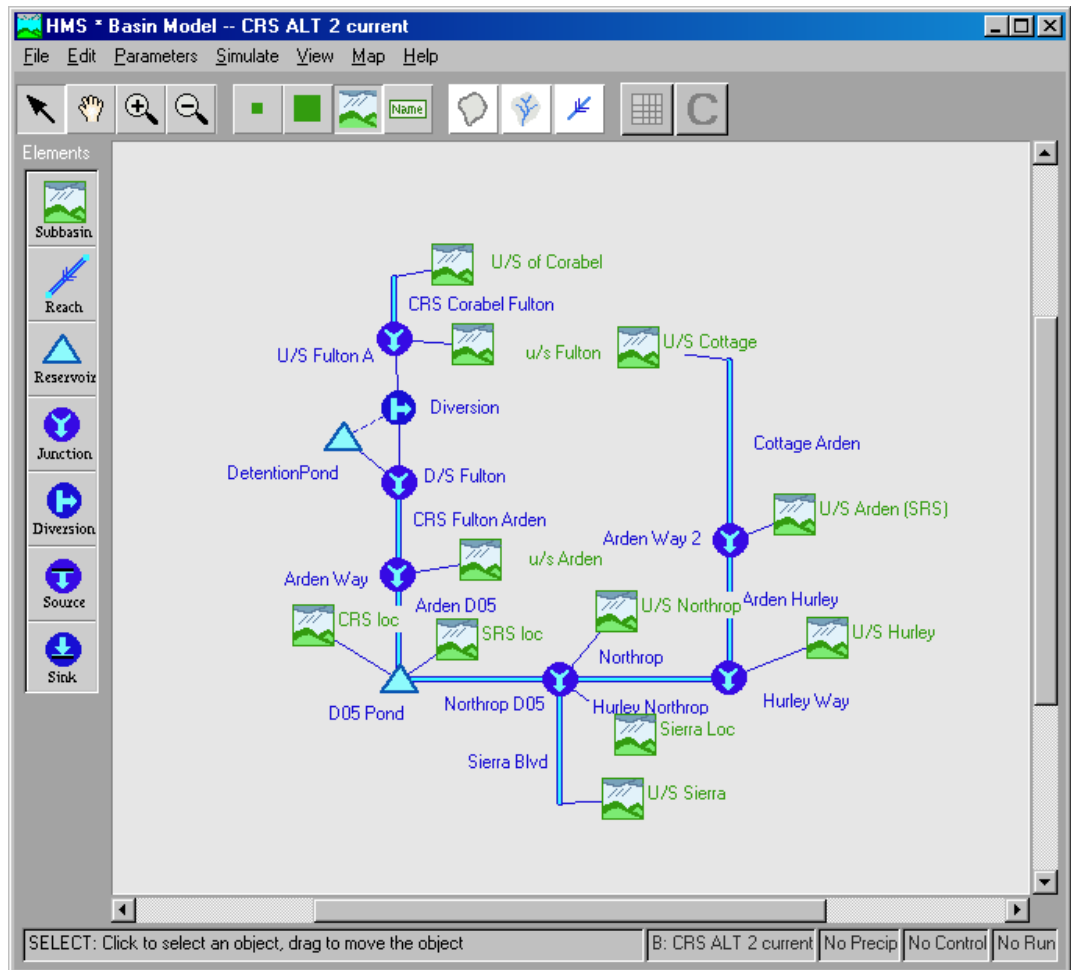 HMS * Basin Model -- CRS ALT 2 current
File Edit Parameters Simulate View Map Help
Name
C
Elements
Subbasin
Reach
Reservoir
Junction
Diversion
Source
Sink
U/S of Corabel
CRS Corabel Fulton
U/S Fulton A
u/s Fulton
U/S Cottage
Diversion
Cottage Arden
DetentionPond
D/S Fulton
CRS Fulton Arden
U/S Arden (SRS)
Arden Way 2
u/s Arden
Arden Way
Arden D05
U/S Northrop
Arden Hurley
CRS loc
SRS loc
U/S Hurley
Northrop
D05 Pond
Northrop D05
Hurley Northrop
Hurley Way
Sierra Loc
Sierra Blvd
U/S Sierra
SELECT: Click to select an object, drag to move the object
B: CRS ALT 2 current
No Precip
No Control
No Run